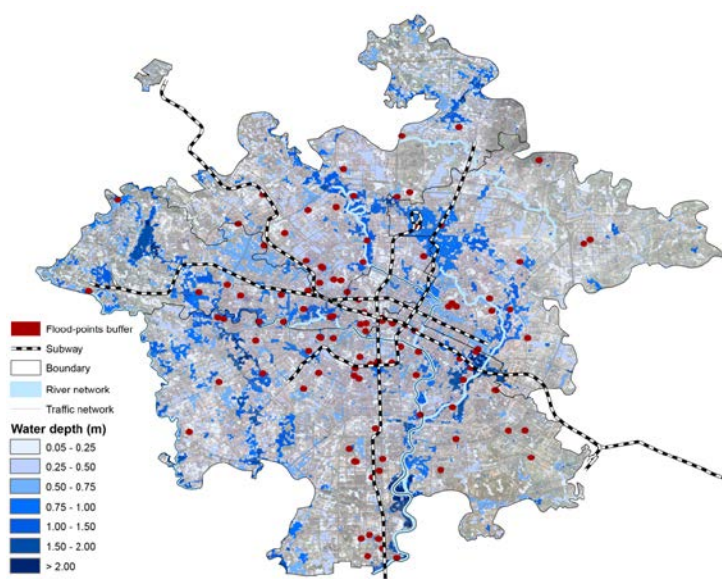 Flood-points buffer
Subway
Boundary
River network
Traffic network
Water depth (m)
0.05 - 0.25
0.25 - 0.50
0.50 - 0.75
0.75 - 1.00
1.00 - 1.50
1.50 - 2.00
> 2.00